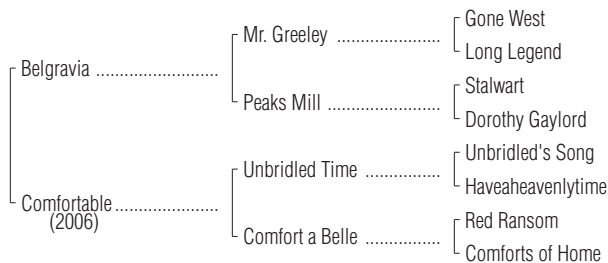 Gone West
Mr. Greeley ......................
Long Legend
Belgravia ..........................
Stalwart
Peaks Mill ........................
Dorothy Gaylord
Unbridled's Song
Unbridled Time ................
Haveaheavenlytime
Comfortable ......................
(2006)
Red Ransom
Comfort a Belle ................
Comforts of Home